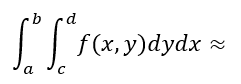 ∫_a^b ∫_c^d f(x, y)dydx ≈